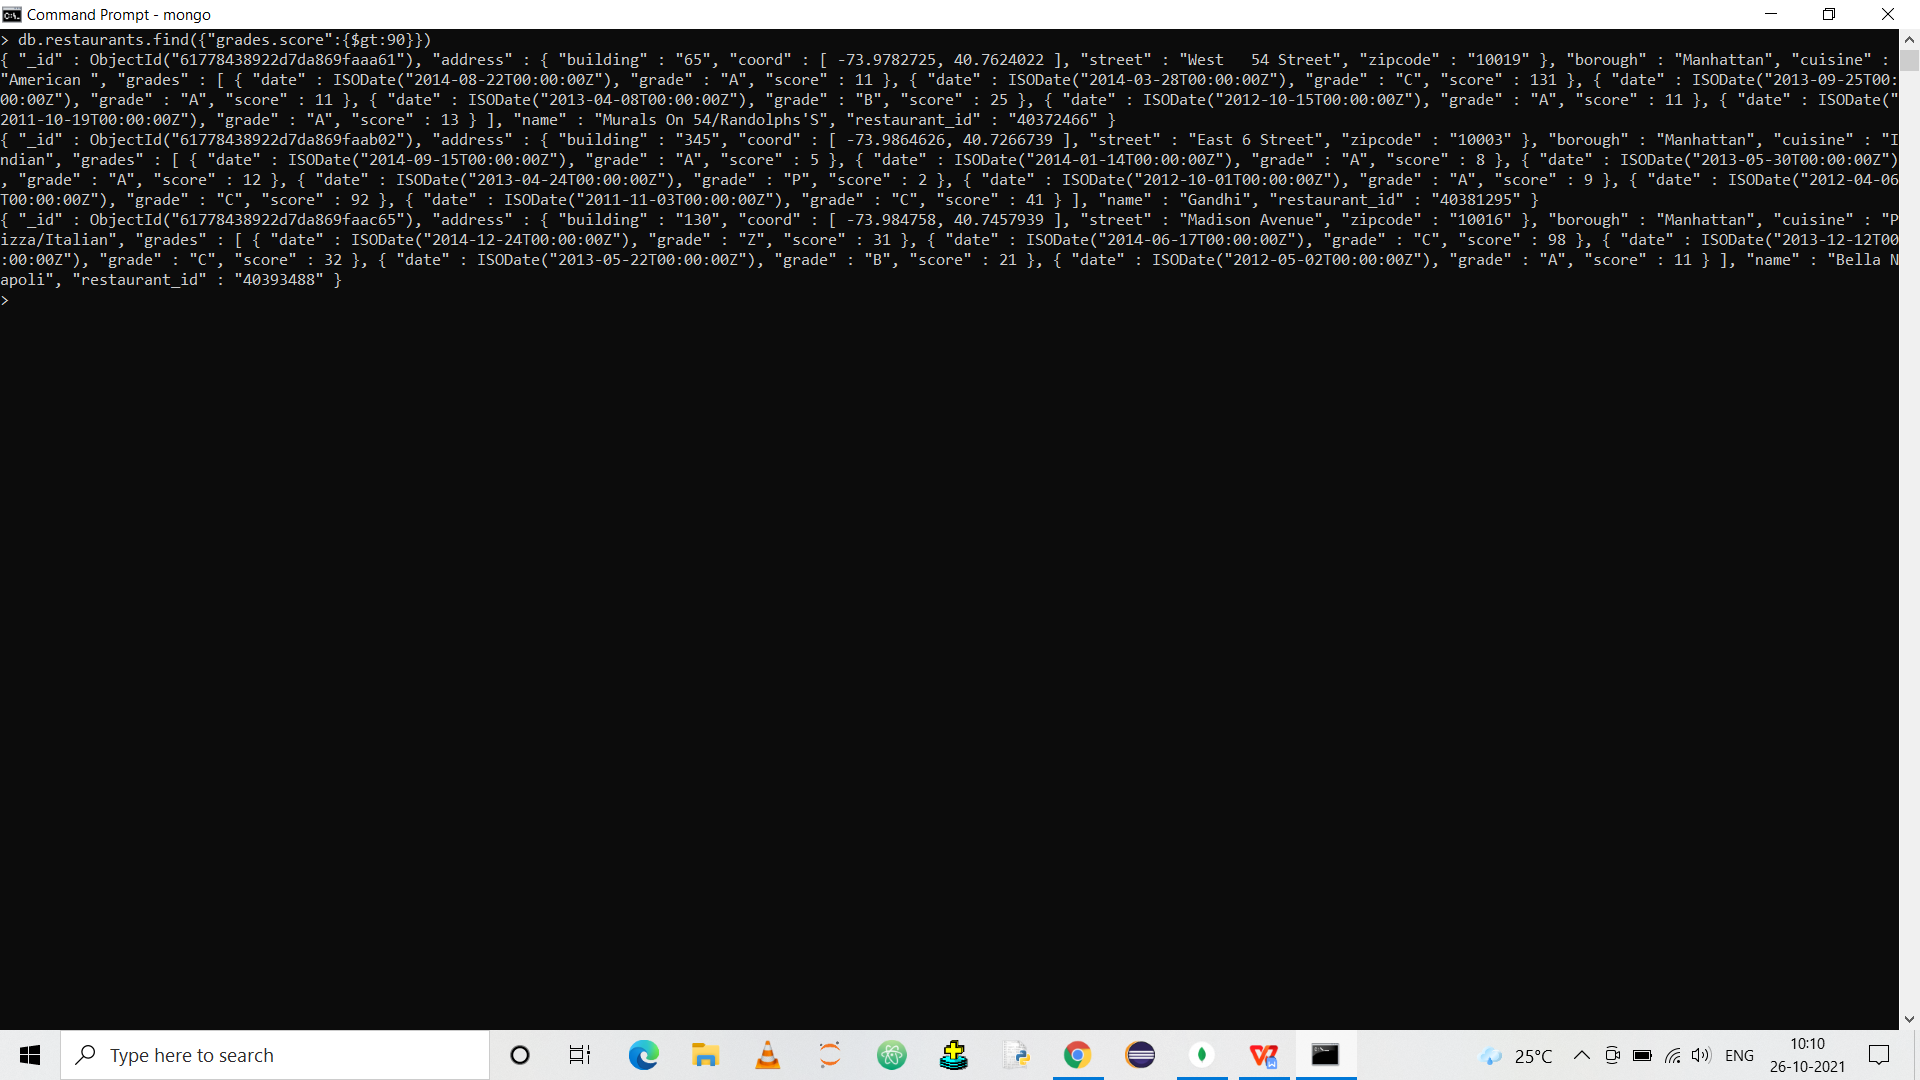 Command Prompt - mongo
> db.restaurants.find({"grades.score":{$gt:90}})
{ "_id" : ObjectId("61778438922d7da869faaa61"), "address" : { "building" : "65", "coord" : [ -73.9782725, 40.7624022 ], "street" : "West   54 Street", "zipcode" : "10019" }, "borough" : "Manhattan", "cuisine" :
"American ", "grades" : [ { "date" : ISODate("2014-08-22T00:00:00Z"), "grade" : "A", "score" : 11 }, { "date" : ISODate("2014-03-28T00:00:00Z"), "grade" : "C", "score" : 131 }, { "date" : ISODate("2013-09-25T00:
00:00Z"), "grade" : "A", "score" : 11 }, { "date" : ISODate("2013-04-08T00:00:00Z"), "grade" : "B", "score" : 25 }, { "date" : ISODate("2012-10-15T00:00:00Z"), "grade" : "A", "score" : 11 }, { "date" : ISODate("
2011-10-19T00:00:00Z"), "grade" : "A", "score" : 13 } ], "name" : "Murals On 54/Randolphs'S", "restaurant_id" : "40372466" }
{ "_id" : ObjectId("61778438922d7da869faab02"), "address" : { "building" : "345", "coord" : [ -73.9864626, 40.7266739 ], "street" : "East 6 Street", "zipcode" : "10003" }, "borough" : "Manhattan", "cuisine" : "I
ndian", "grades" : [ { "date" : ISODate("2014-09-15T00:00:00Z"), "grade" : "A", "score" : 5 }, { "date" : ISODate("2014-01-14T00:00:00Z"), "grade" : "A", "score" : 8 }, { "date" : ISODate("2013-05-30T00:00:00Z")
, "grade" : "A", "score" : 12 }, { "date" : ISODate("2013-04-24T00:00:00Z"), "grade" : "P", "score" : 2 }, { "date" : ISODate("2012-10-01T00:00:00Z"), "grade" : "A", "score" : 9 }, { "date" : ISODate("2012-04-06
T00:00:00Z"), "grade" : "C", "score" : 92 }, { "date" : ISODate("2011-11-03T00:00:00Z"), "grade" : "C", "score" : 41 } ], "name" : "Gandhi", "restaurant_id" : "40381295" }
{ "_id" : ObjectId("61778438922d7da869faac65"), "address" : { "building" : "130", "coord" : [ -73.984758, 40.7457939 ], "street" : "Madison Avenue", "zipcode" : "10016" }, "borough" : "Manhattan", "cuisine" : "P
izza/Italian", "grades" : [ { "date" : ISODate("2014-12-24T00:00:00Z"), "grade" : "Z", "score" : 31 }, { "date" : ISODate("2014-06-17T00:00:00Z"), "grade" : "C", "score" : 98 }, { "date" : ISODate("2013-12-12T00
:00:00Z"), "grade" : "C", "score" : 32 }, { "date" : ISODate("2013-05-22T00:00:00Z"), "grade" : "B", "score" : 21 }, { "date" : ISODate("2012-05-02T00:00:00Z"), "grade" : "A", "score" : 11 } ], "name" : "Bella N
apoli", "restaurant_id" : "40393488" }
>
Type here to search
25°C
ENG
10:10
26-10-2021